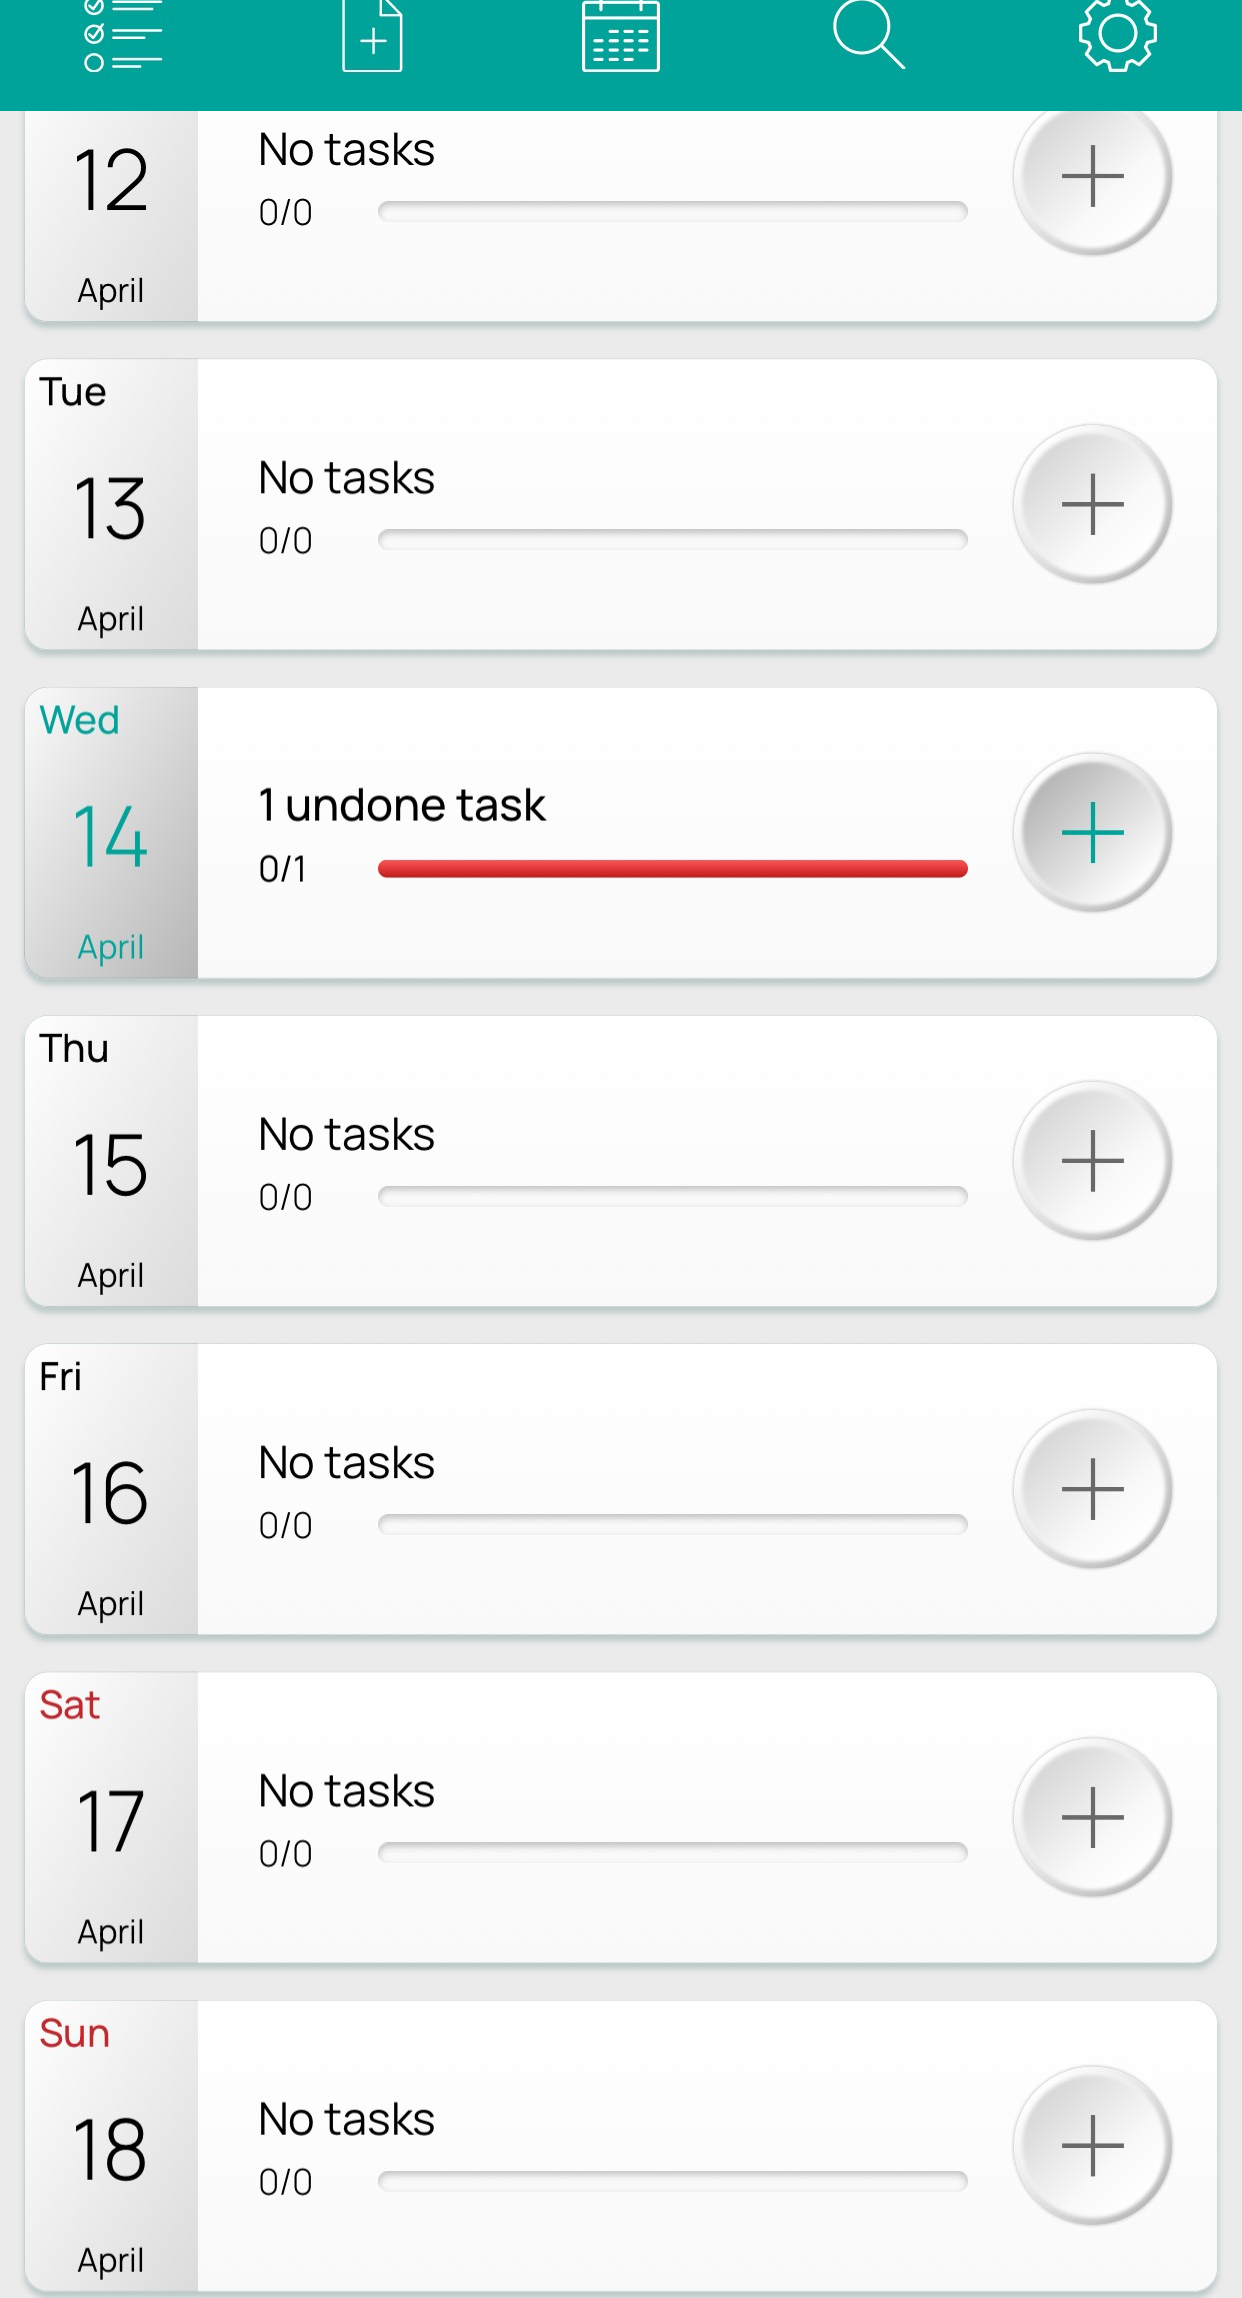 12
April
No tasks
0/0
Tue
13
April
No tasks
0/0
Wed
14
April
1 undone task
0/1
Thu
15
April
No tasks
0/0
Fri
16
April
No tasks
0/0
Sat
17
April
No tasks
0/0
Sun
18
April
No tasks
0/0